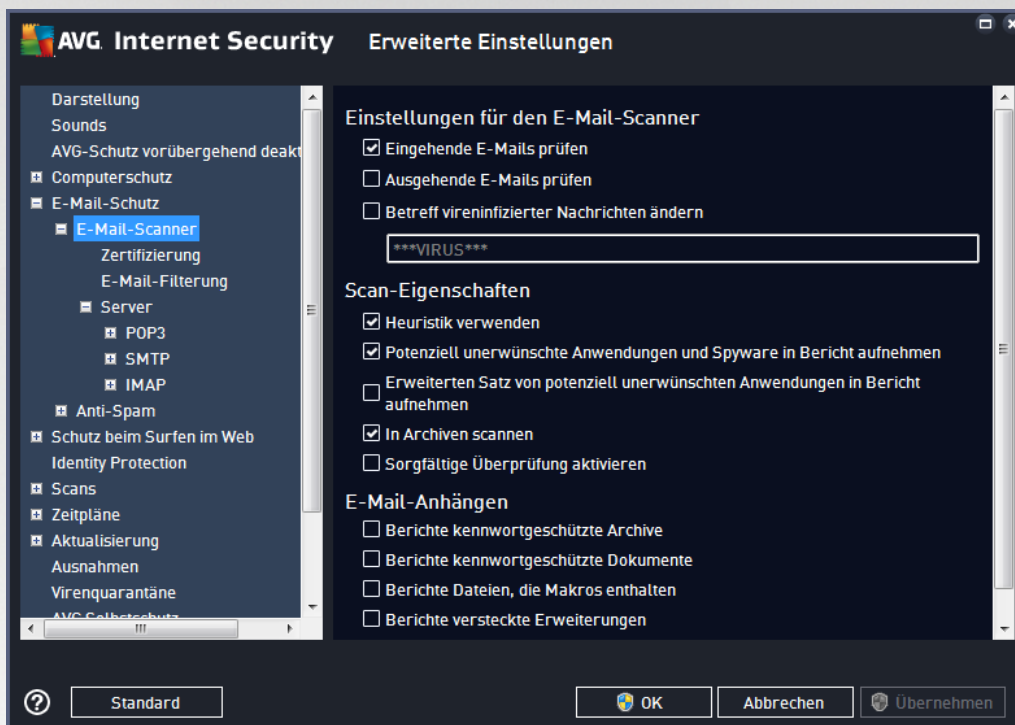 AVG Internet Security Erweiterte Einstellungen
Darstellung
Sounds
AVG-Schutz vorübergehend deakt
Computerschutz
E-Mail-Schutz
E-Mail-Scanner
Zertifizierung
E-Mail-Filterung
Server
POP3
SMTP
IMAP
Anti-Spam
Schutz beim Surfen im Web
Identity Protection
Scans
Zeitpläne
Aktualisierung
Ausnahmen
Virenquarantäne
AVG Selbstschutz
Einstellungen für den E-Mail-Scanner
Eingehende E-Mails prüfen
Ausgehende E-Mails prüfen
Betreff vireninfizierter Nachrichten ändern
***VIRUS***
Scan-Eigenschaften
Heuristik verwenden
Potenziell unerwünschte Anwendungen und Spyware in Bericht aufnehmen
Erweiterten Satz von potenziell unerwünschten Anwendungen in Bericht
aufnehmen
In Archiven scannen
Sorgfältige Überprüfung aktivieren
E-Mail-Anhängen
Berichte kennwortgeschützte Archive
Berichte kennwortgeschützte Dokumente
Berichte Dateien, die Makros enthalten
Berichte versteckte Erweiterungen
Standard
OK
Abbrechen
Übernehmen